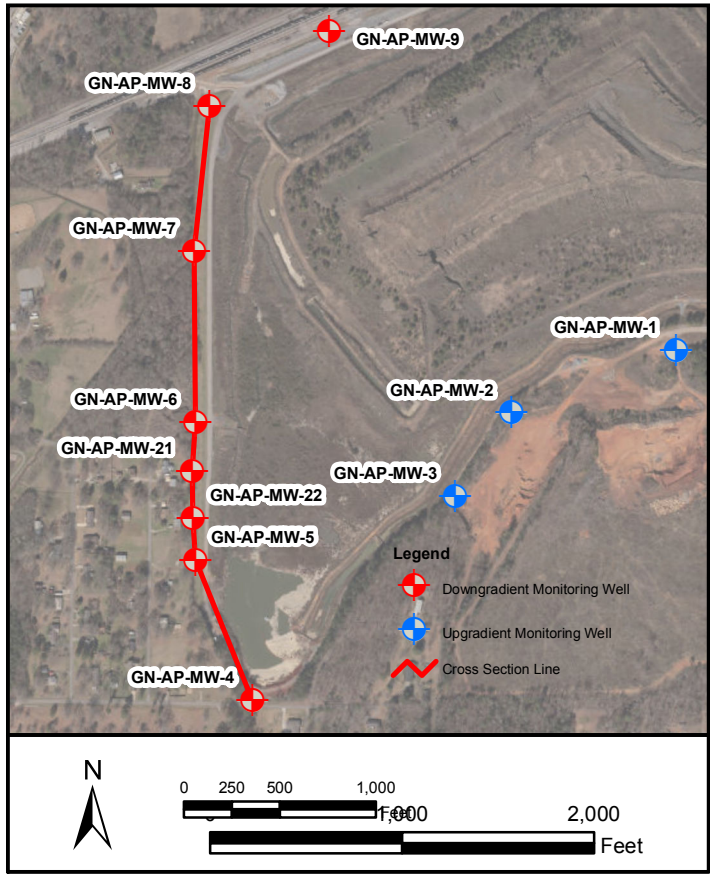 GN-AP-MW-9
GN-AP-MW-8
GN-AP-MW-7
GN-AP-MW-1
GN-AP-MW-2
GN-AP-MW-6
GN-AP-MW-21
GN-AP-MW-3
GN-AP-MW-22
GN-AP-MW-5
Legend
Downgradient Monitoring Well
Upgradient Monitoring Well
Cross Section Line
GN-AP-MW-4
N
0 250 500 1,000
Feet
0 1,000 2,000
Feet